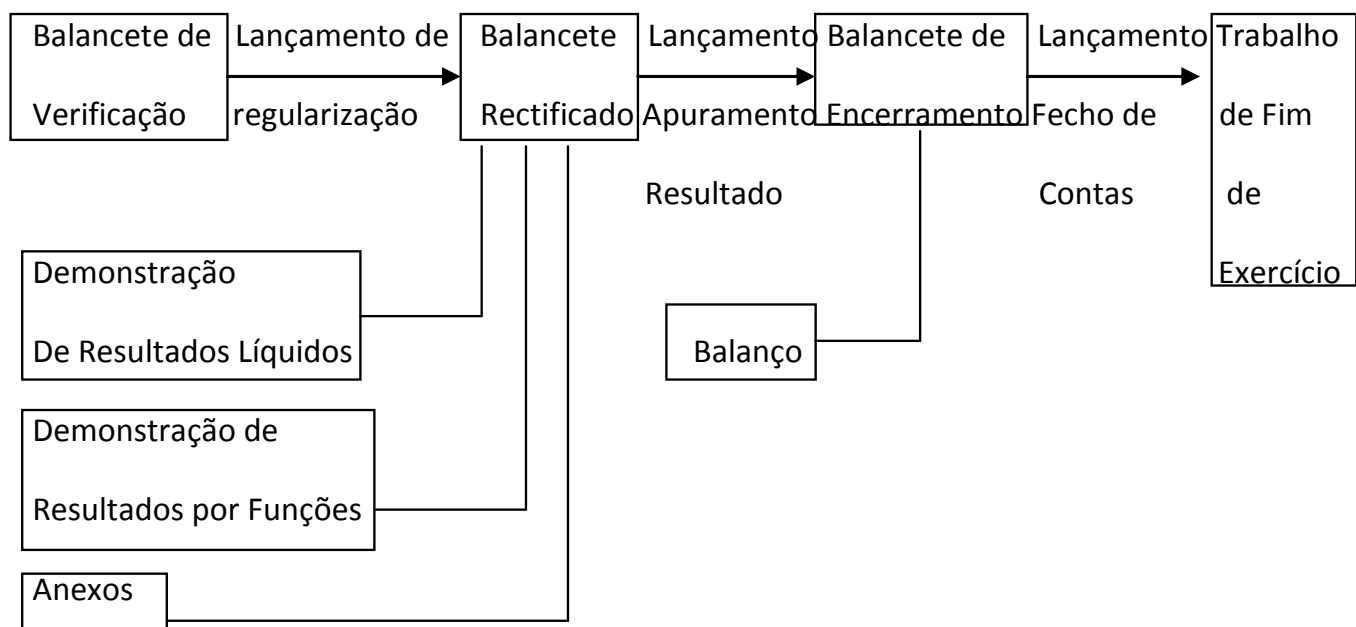 Balancete de Lançamento de Balancete Lançamento Balancete de Lançamento Trabalho
Verificação regularização Rectificado Apuramento Encerramento Fecho de de Fim
Resultado Contas de
Demonstração Exercício
De Resultados Líquidos Balanço
Demonstração de
Resultados por Funções
Anexos